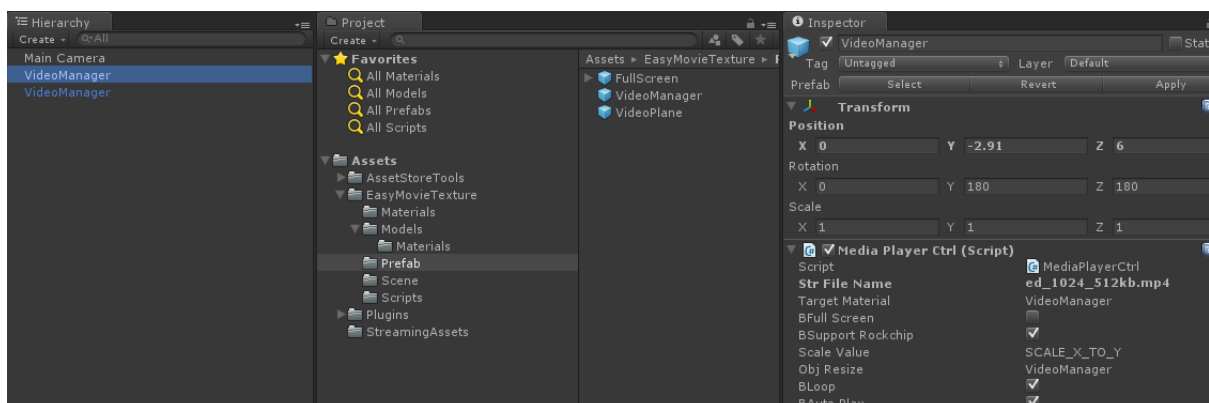 Hierarchy
Create
All
Main Camera
VideoManager
VideoManager
Project
Create
Favorites
All Materials
All Models
All Prefabs
All Scripts
Assets
AssetStoreTools
EasyMovieTexture
Materials
Models
Materials
Prefab
Scene
Scripts
Plugins
StreamingAssets
Assets ▸ EasyMovieTexture ▸
FullScreen
VideoManager
VideoPlane
Inspector
VideoManager Stat
Tag Untagged Layer Default
Prefab Select Revert Apply
Transform
Position
X 0 Y -2.91 Z 6
Rotation
X 0 Y 180 Z 180
Scale
X 1 Y 1 Z 1
Media Player Ctrl (Script)
Script MediaPlayerCtrl
Str File Name ed_1024_512kb.mp4
Target Material VideoManager
BFull Screen
BSupport Rockchip
Scale Value SCALE_X_TO_Y
Obj Resize VideoManager
BLoop
BAuto Play